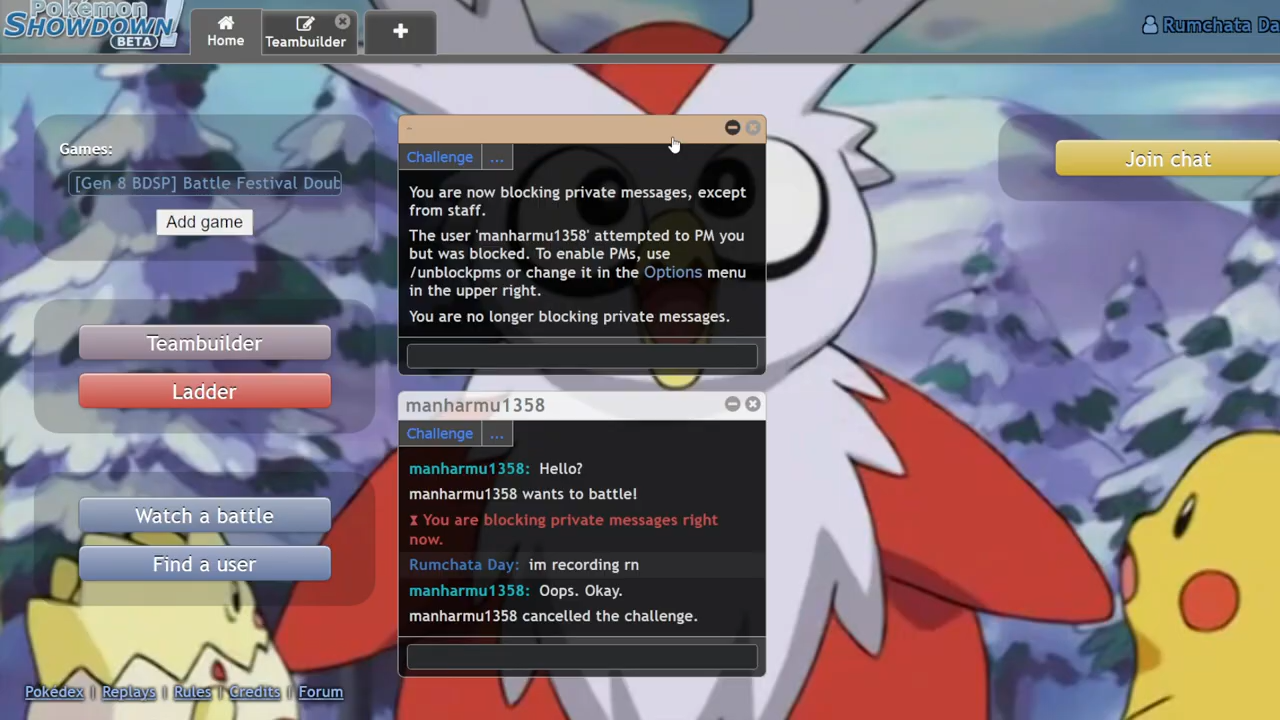 Pokémon
SHOWDOWN!
BETA
Home
Teambuilder
Rumchata Da
Games:
[Gen 8 BDSP] Battle Festival Doub
Add game
Teambuilder
Ladder
Watch a battle
Find a user
Pokedex | Replays | Rules | Credits | Forum
Challenge
...
You are now blocking private messages, except
from staff.
The user 'manharmu1358' attempted to PM you
but was blocked. To enable PMs, use
/unblockpms or change it in the Options menu
in the upper right.
You are no longer blocking private messages.
manharmu1358
Challenge
...
manharmu1358: Hello?
manharmu1358 wants to battle!
You are blocking private messages right
now.
Rumchata Day: im recording rn
manharmu1358: Oops. Okay.
manharmu1358 cancelled the challenge.
Join chat